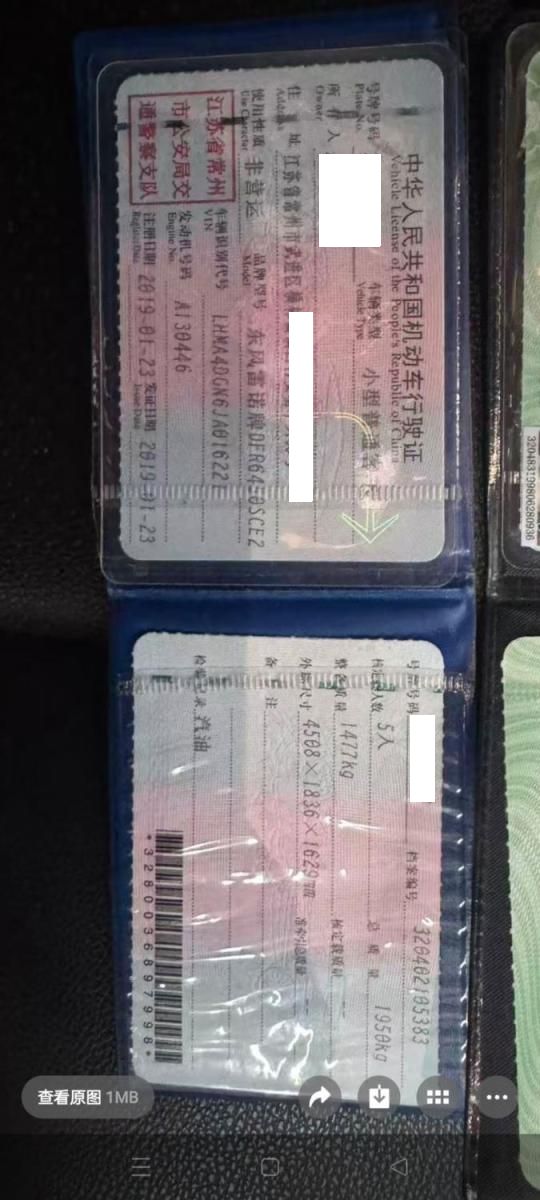 中华人民共和国机动车行驶证
Vehicle License of the People's Republic of China
号牌号码
Plate No.
车辆类型 小型普通客
Vehicle Type
所有人
Owner
住址 江苏省常州市武进区
Address
使用性质 非营运
Use Character
品牌型号 东风雷诺牌DFR6450SCE2
Model
江苏省常州
市公安局交
通警察支队
车辆识别代号
VIN
发动机号码 A130446
Engine No.
注册日期 2019-01-23
Register Date
发证日期 2019-01-23
Issue Date
号牌号码
档案编号 320402105383
核定载人数 5人
总质量 1950kg
整备质量 1477kg
核定载质量 --
外廓尺寸 4508×1836×1629
准牵引总质量 --
备注
检验记录 汽油
*3280036897998*
查看原图 1MB